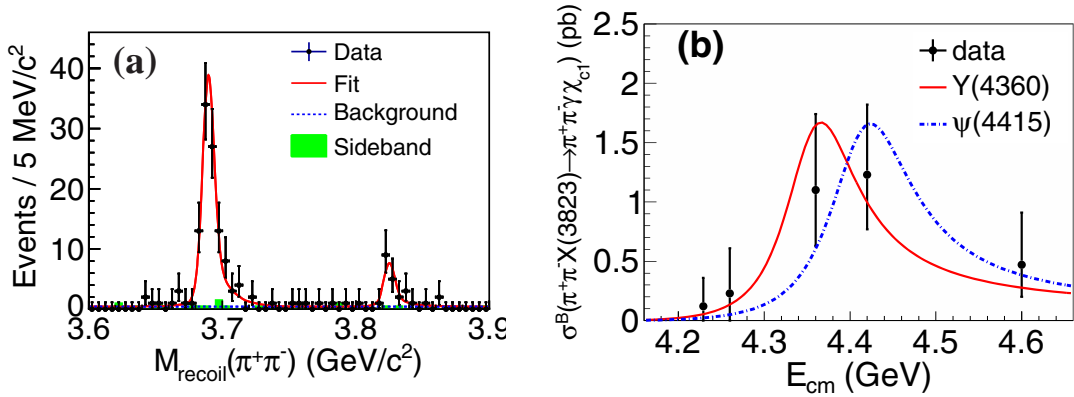 (a)
Data
Fit
Background
Sideband
Events / 5 MeV/c²
40
30
20
10
0
3.6 3.7 3.8 3.9
M_recoil(π⁺π⁻) (GeV/c²)
(b)
data
Y(4360)
ψ(4415)
σᴮ(π⁺π⁻X(3823)→π⁺π⁻γχ_c1) (pb)
2.5
2
1.5
1
0.5
0
4.2 4.3 4.4 4.5 4.6
E_cm (GeV)